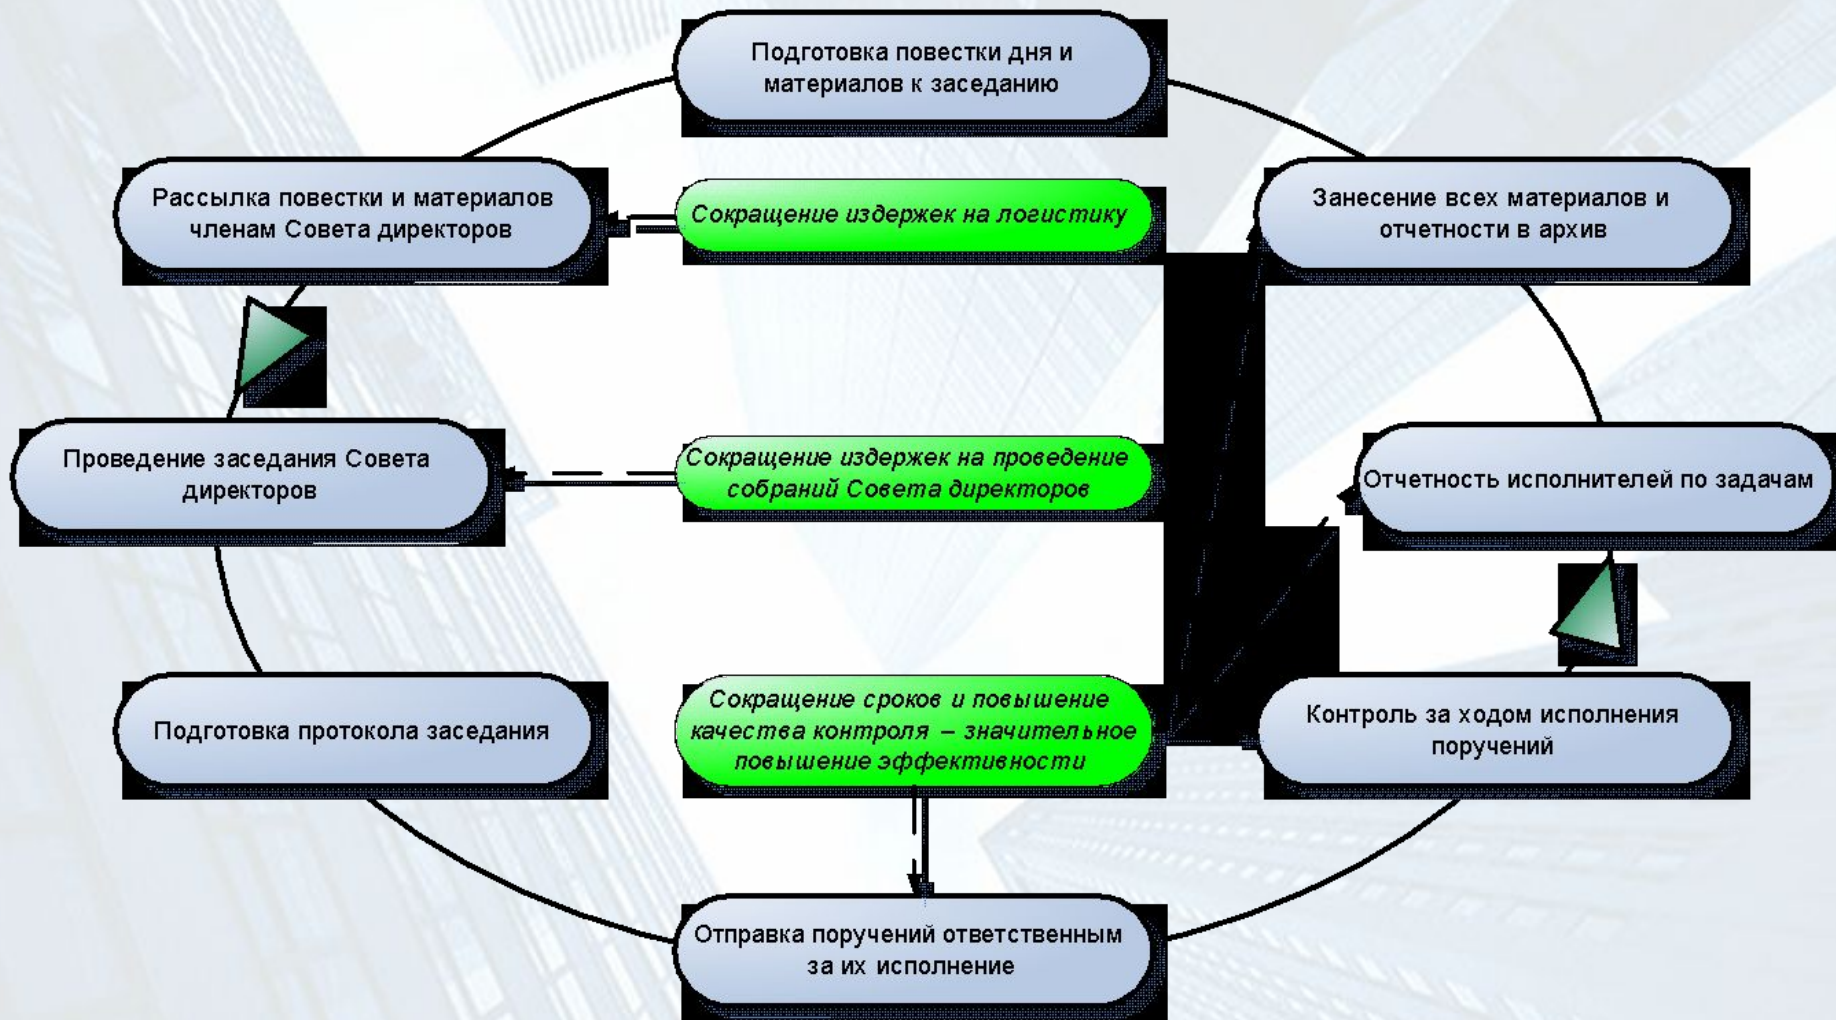 Подготовка повестки дня и
материалов к заседанию
Рассылка повестки и материалов
членам Совета директоров
Сокращение издержек на логистику
Занесение всех материалов и
отчетности в архив
Проведение заседания Совета
директоров
Сокращение издержек на проведение
собраний Совета директоров
Отчетность исполнителей по задачам
Подготовка протокола заседания
Сокращение сроков и повышение
качества контроля – значительное
повышение эффективности
Контроль за ходом исполнения
поручений
Отправка поручений ответственным
за их исполнение